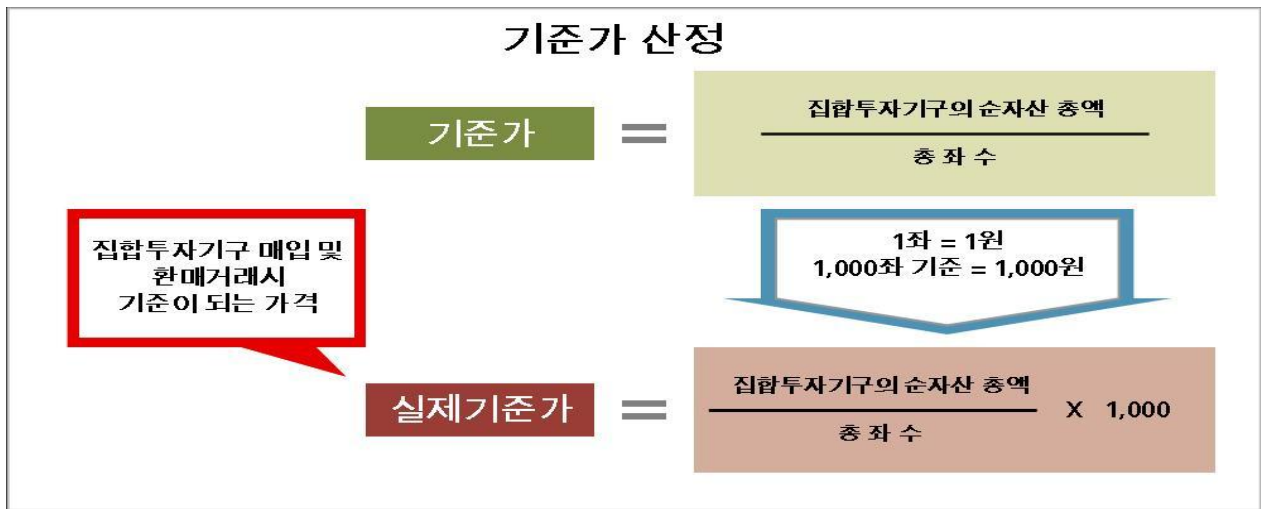 기준가 산정
기준가
=
집합투자기구의 순자산 총액
총 좌 수
집합투자기구 매입 및
환매거래시
기준이 되는 가격
1좌 = 1원
1,000좌 기준 = 1,000원
실제기준가
=
집합투자기구의 순자산 총액
총 좌 수
X 1,000